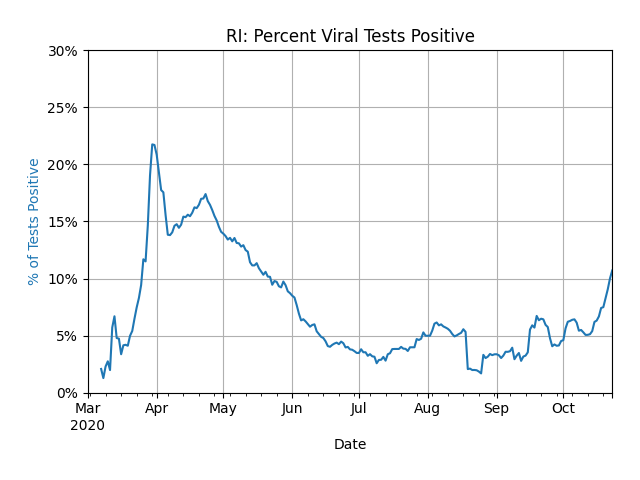 RI: Percent Viral Tests Positive
30%
25%
20%
15%
10%
5%
0%
% of Tests Positive
Mar Apr May Jun Jul Aug Sep Oct
2020
Date